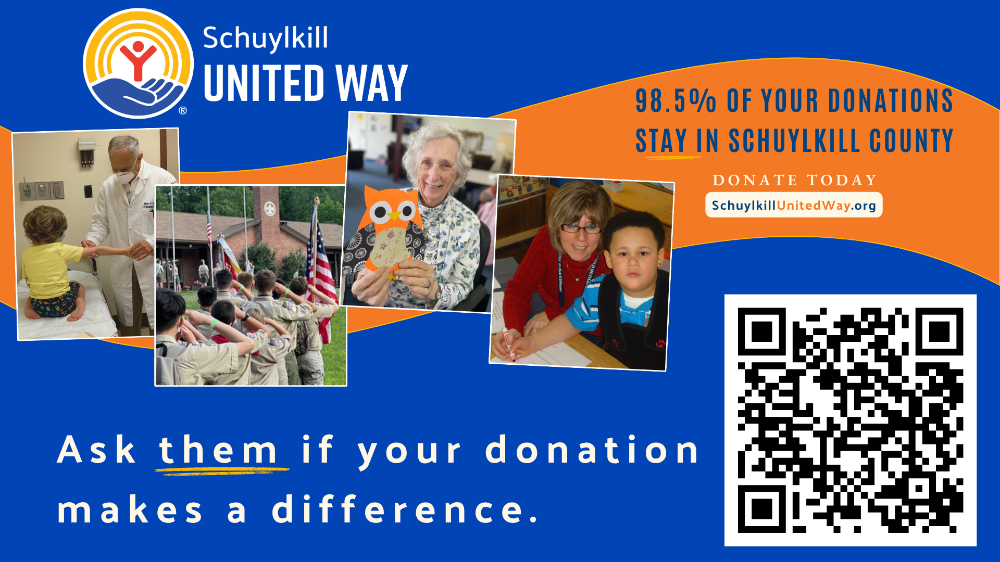 Schuylkill
UNITED WAY
®
98.5% OF YOUR DONATIONS
STAY IN SCHUYLKILL COUNTY
DONATE TODAY
SchuylkillUnitedWay.org
Ask them if your donation
makes a difference.